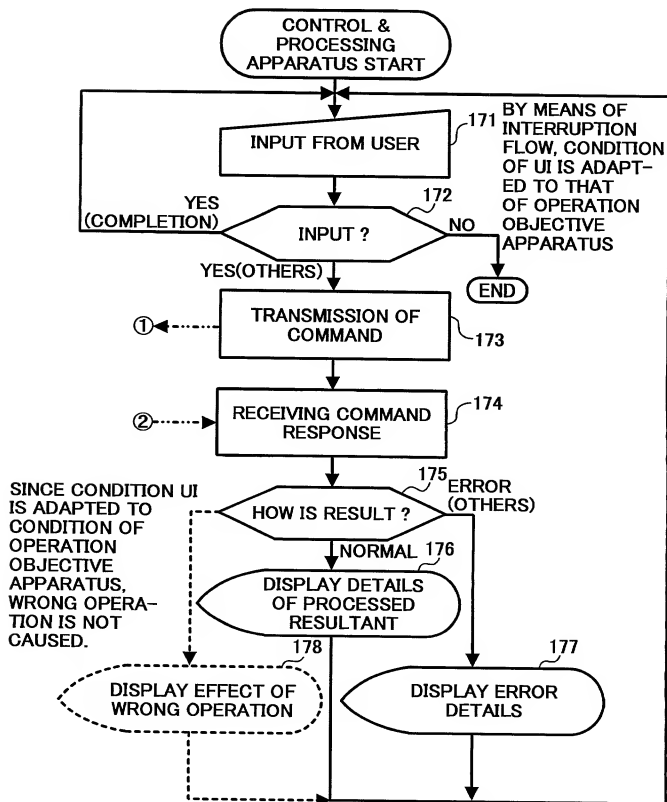 CONTROL &
PROCESSING
APPARATUS START
BY MEANS OF
INTERRUPTION
FLOW, CONDITION
OF UI IS ADAPT-
ED TO THAT
OF OPERATION
OBJECTIVE
APPARATUS
171
INPUT FROM USER
YES
(COMPLETION)
172
INPUT ?
NO
END
YES(OTHERS)
①
TRANSMISSION OF
COMMAND
173
②
RECEIVING COMMAND
RESPONSE
174
SINCE CONDITION UI
IS ADAPTED TO
CONDITION OF
OPERATION
OBJECTIVE
APPARATUS,
WRONG OPERA-
TION IS NOT
CAUSED.
175
HOW IS RESULT ?
ERROR
(OTHERS)
NORMAL
176
DISPLAY DETAILS
OF PROCESSED
RESULTANT
178
DISPLAY EFFECT OF
WRONG OPERATION
177
DISPLAY ERROR
DETAILS